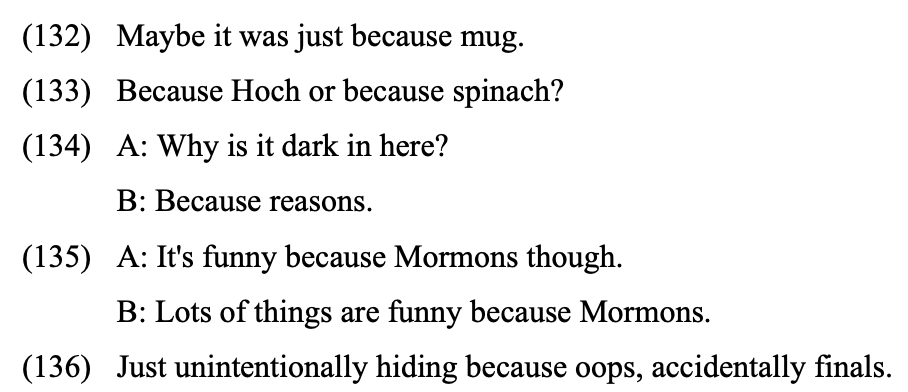 (132) Maybe it was just because mug.
(133) Because Hoch or because spinach?
(134) A: Why is it dark in here?
B: Because reasons.
(135) A: It's funny because Mormons though.
B: Lots of things are funny because Mormons.
(136) Just unintentionally hiding because oops, accidentally finals.